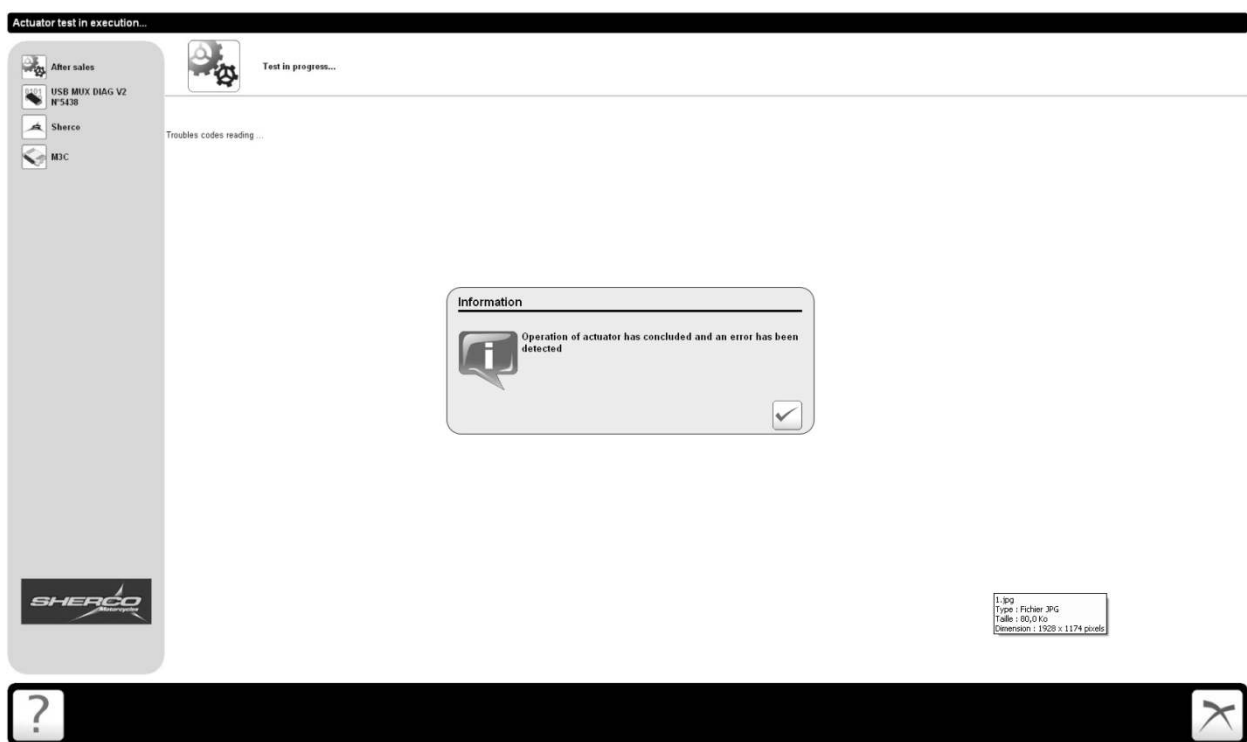 Actuator test in execution...
After sales
USB MUX DIAG V2
N°5438
Sherco
M3C
Test in progress...
Troubles codes reading ...
Information
Operation of actuator has concluded and an error has been
detected
SHERCO
Motorcycles
1.jpg
Type : Fichier JPG
Taille : 80,0 Ko
Dimension : 1928 x 1174 pixels
?